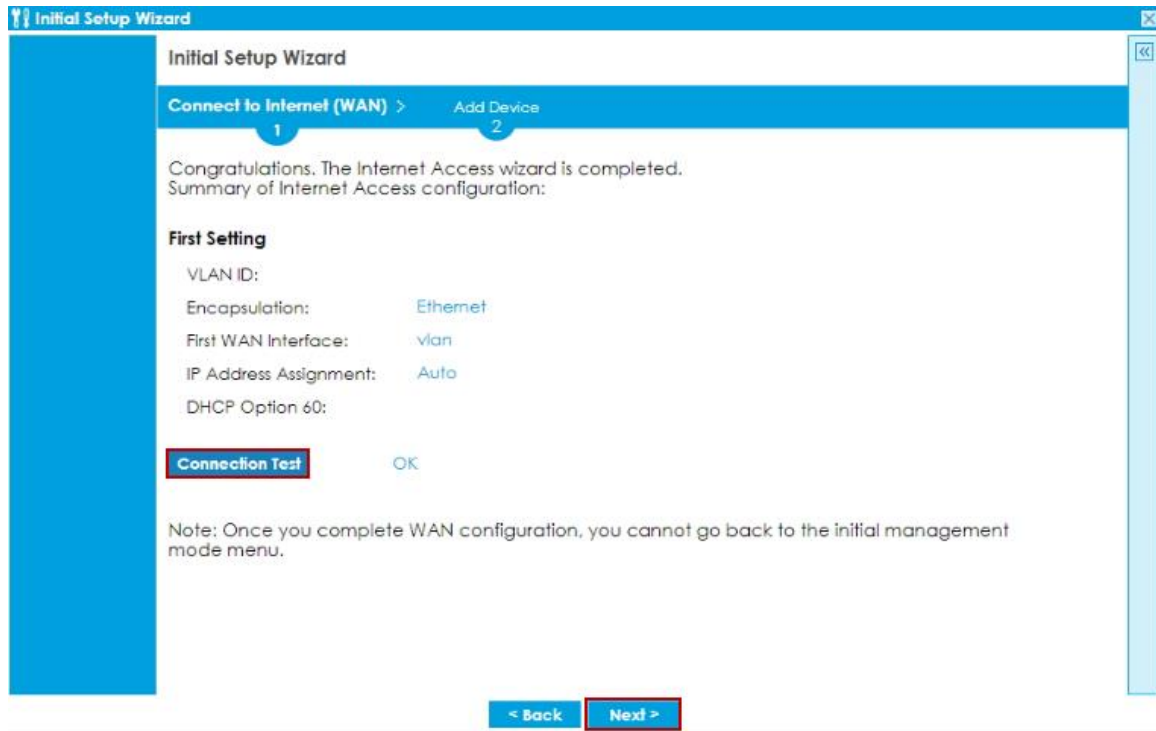 Initial Setup Wizard
Initial Setup Wizard
Connect to Internet (WAN) > Add Device
1 2
Congratulations. The Internet Access wizard is completed.
Summary of Internet Access configuration:
First Setting
VLAN ID:
Encapsulation: Ethernet
First WAN Interface: vlan
IP Address Assignment: Auto
DHCP Option 60:
Connection Test OK
Note: Once you complete WAN configuration, you cannot go back to the initial management
mode menu.
< Back Next >